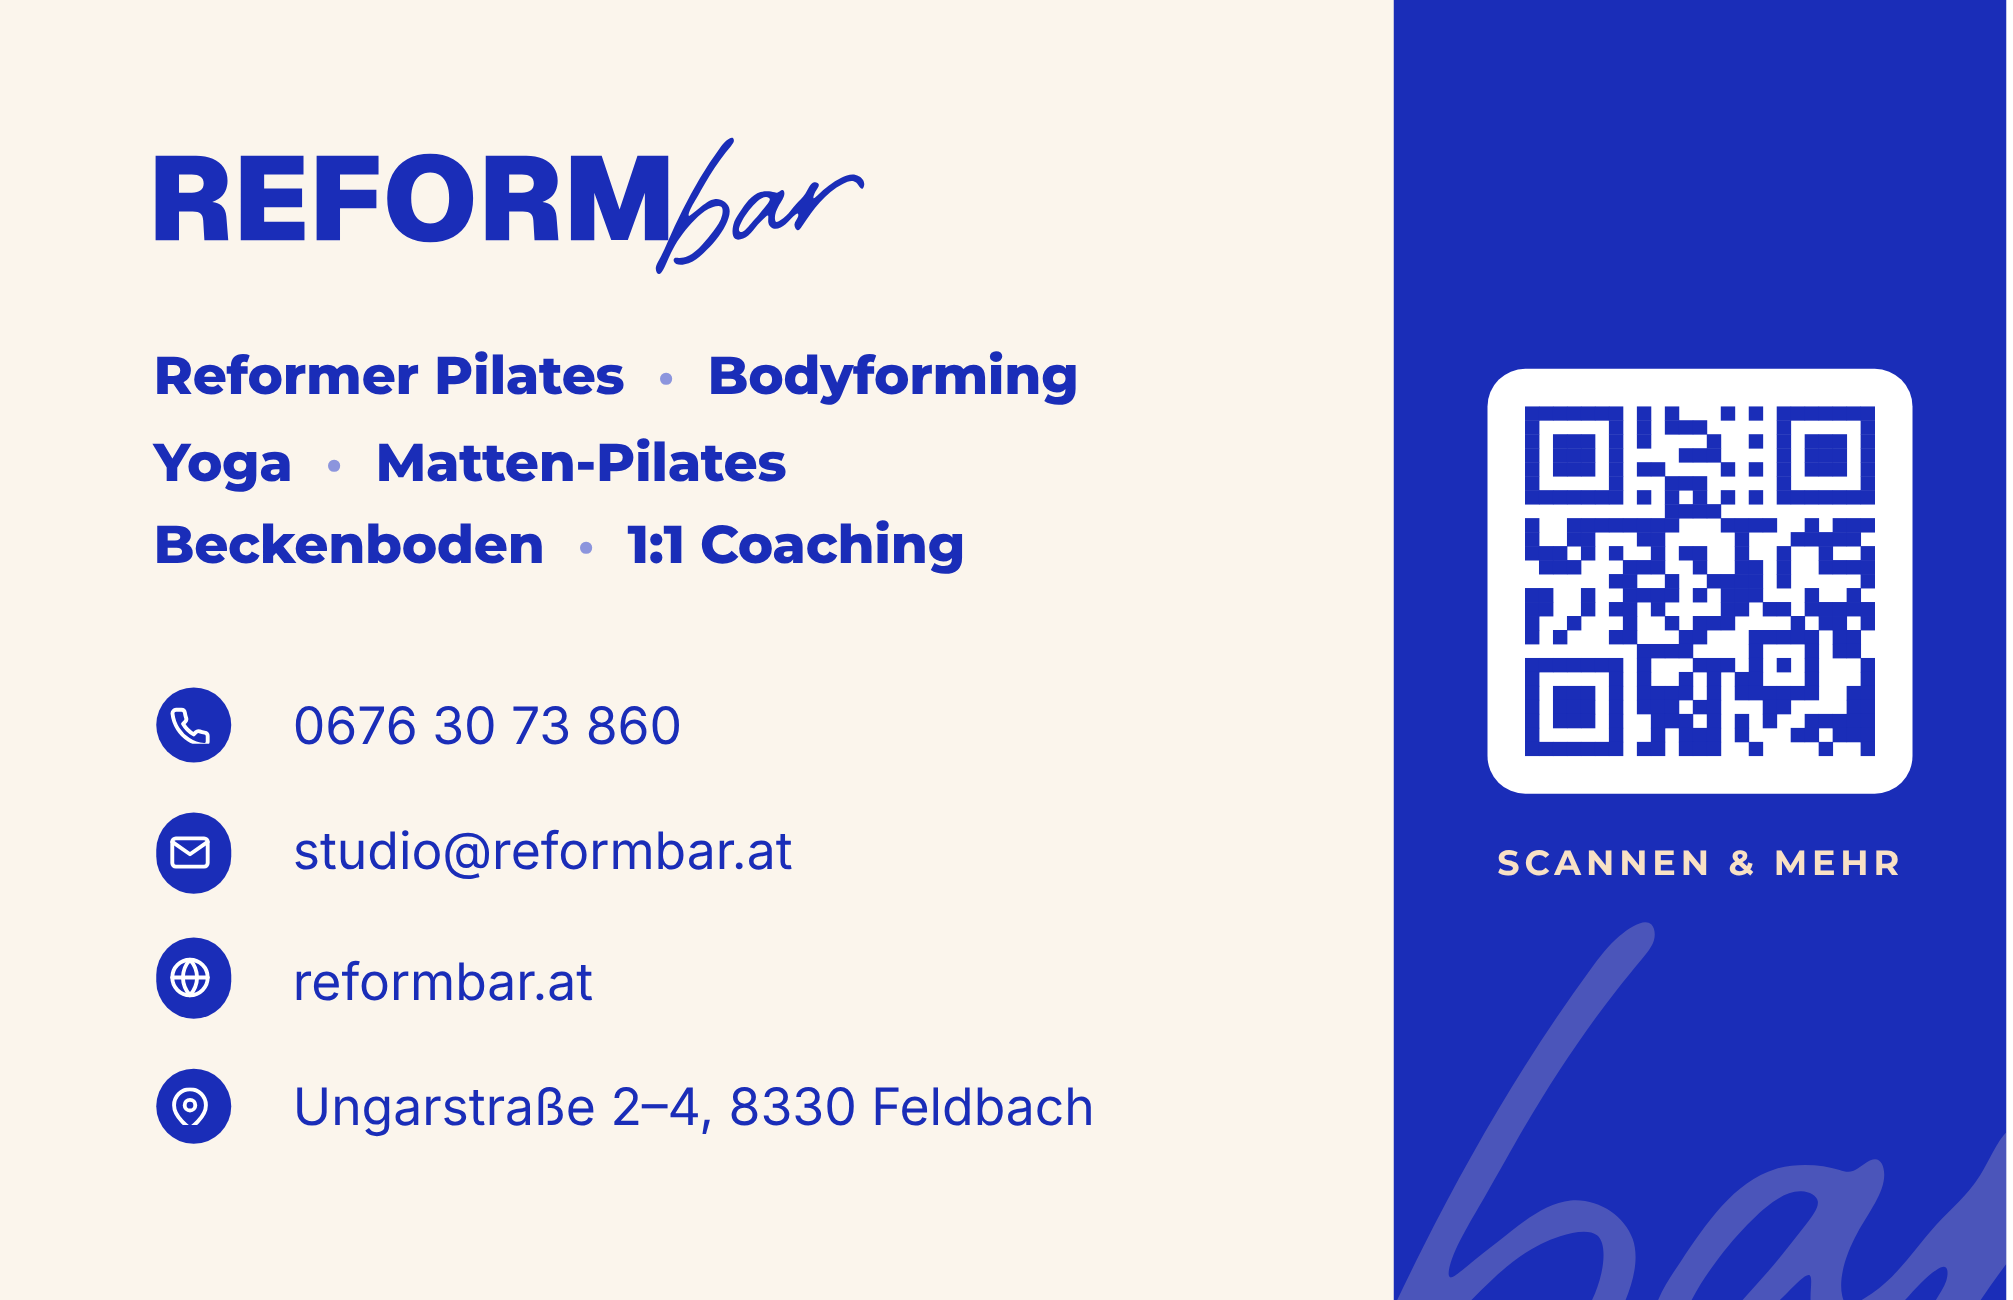 REFORMbar
Reformer Pilates • Bodyforming
Yoga • Matten-Pilates
Beckenboden • 1:1 Coaching
0676 30 73 860
studio@reformbar.at
reformbar.at
Ungarstraße 2–4, 8330 Feldbach
SCANNEN & MEHR
bar